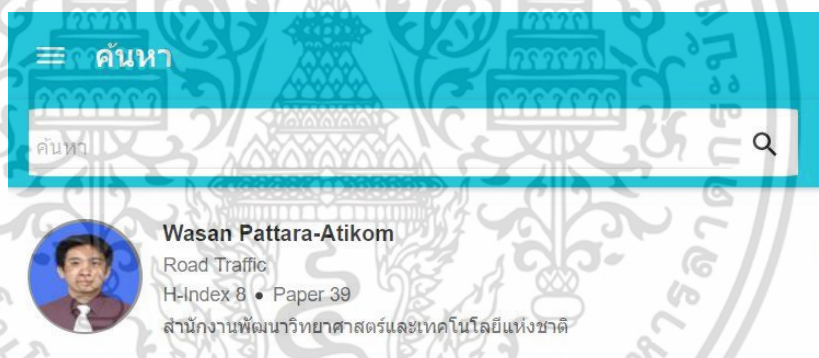 ค้นหา
ค้นหา
Wasan Pattara-Atikom
Road Traffic
H-Index 8 • Paper 39
สำนักงานพัฒนาวิทยาศาสตร์และเทคโนโลยีแห่งชาติ